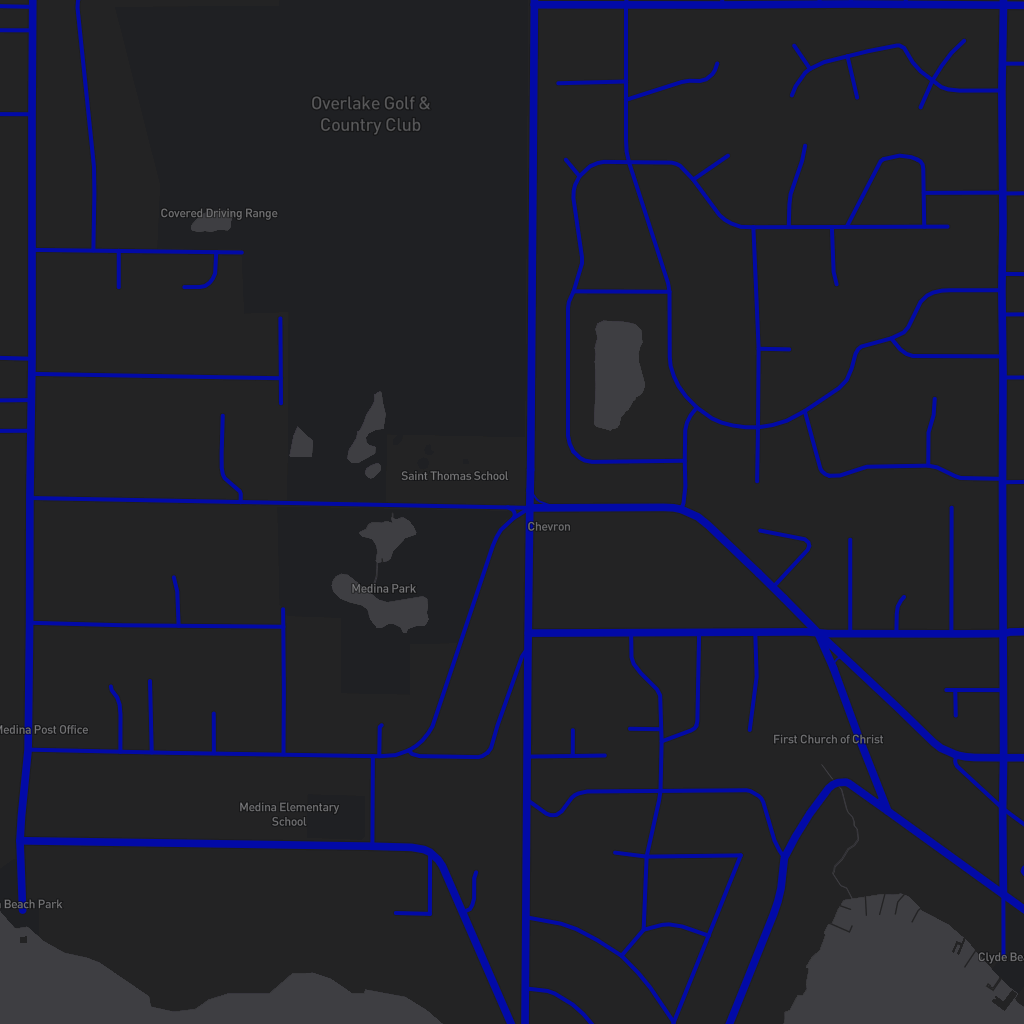 Overlake Golf &
Country Club
Covered Driving Range
Saint Thomas School
Chevron
Medina Park
Medina Post Office
First Church of Christ
Medina Elementary
School
Beach Park
Clyde Bea